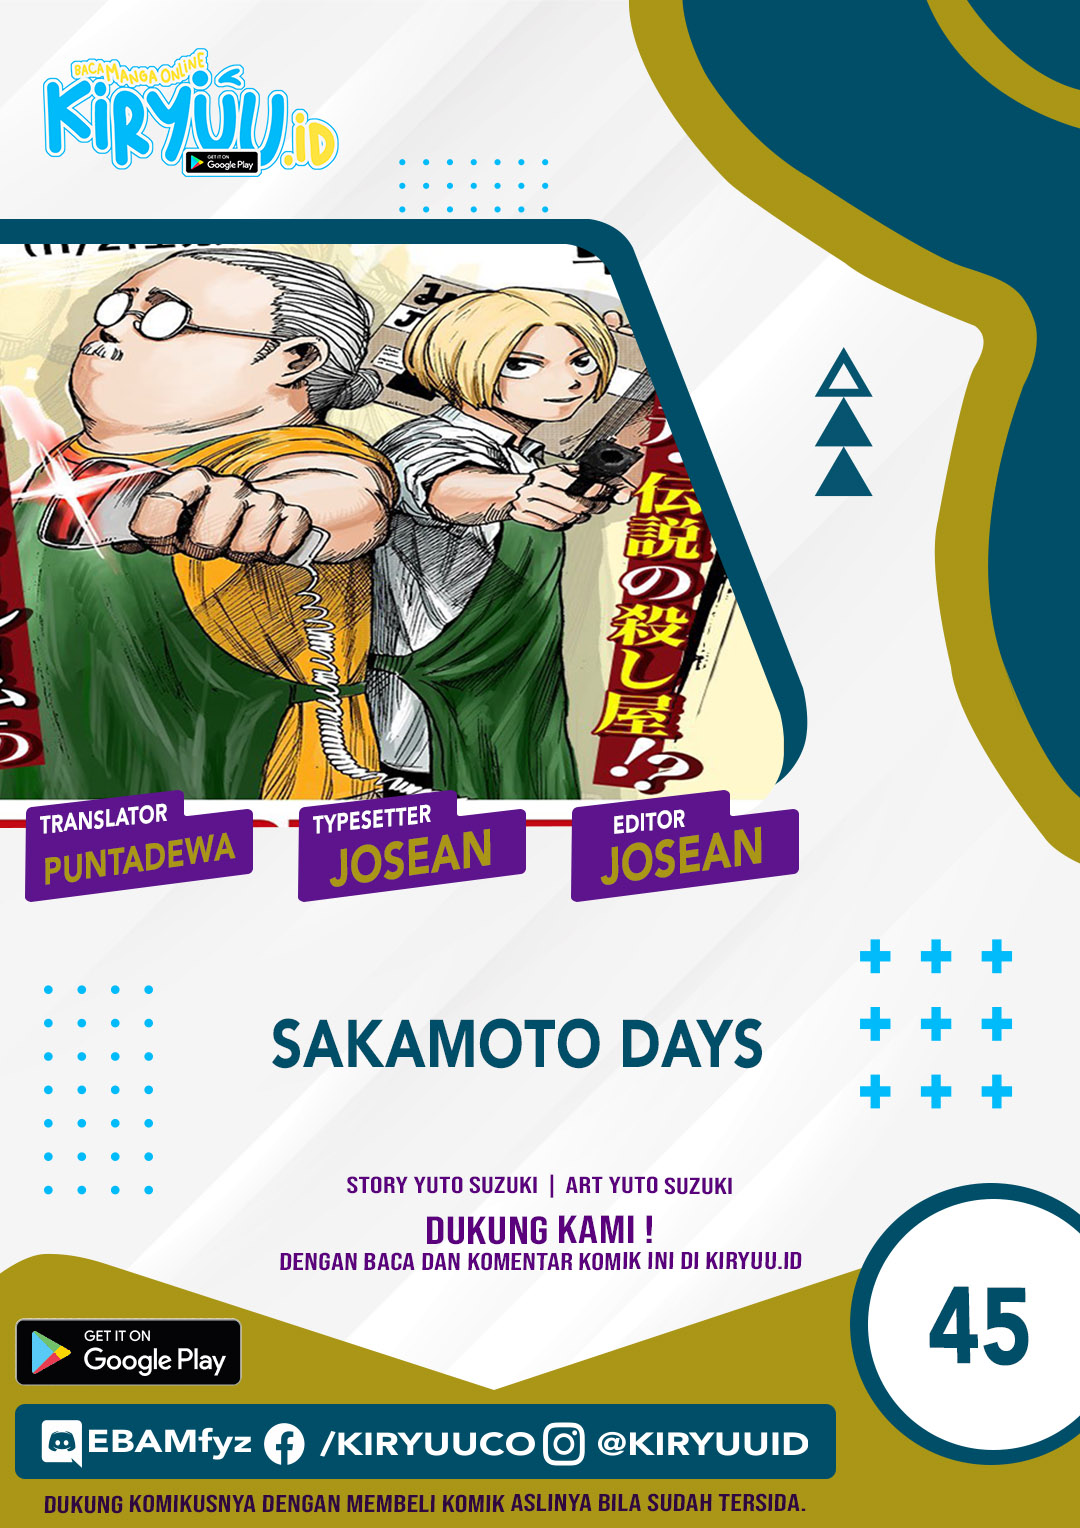 BACA MANGA ONLINE
KIRYUU.ID
GET IT ON
Google Play
伝説の殺し屋!?
TRANSLATOR
PUNTADEWA
TYPESETTER
JOSEAN
EDITOR
JOSEAN
SAKAMOTO DAYS
STORY YUTO SUZUKI | ART YUTO SUZUKI
DUKUNG KAMI !
DENGAN BACA DAN KOMENTAR KOMIK INI DI KIRYUU.ID
45
GET IT ON
Google Play
EBAMfyz /KIRYUUCO @KIRYUUID
DUKUNG KOMIKUSNYA DENGAN MEMBELI KOMIK ASLINYA BILA SUDAH TERSIDA.